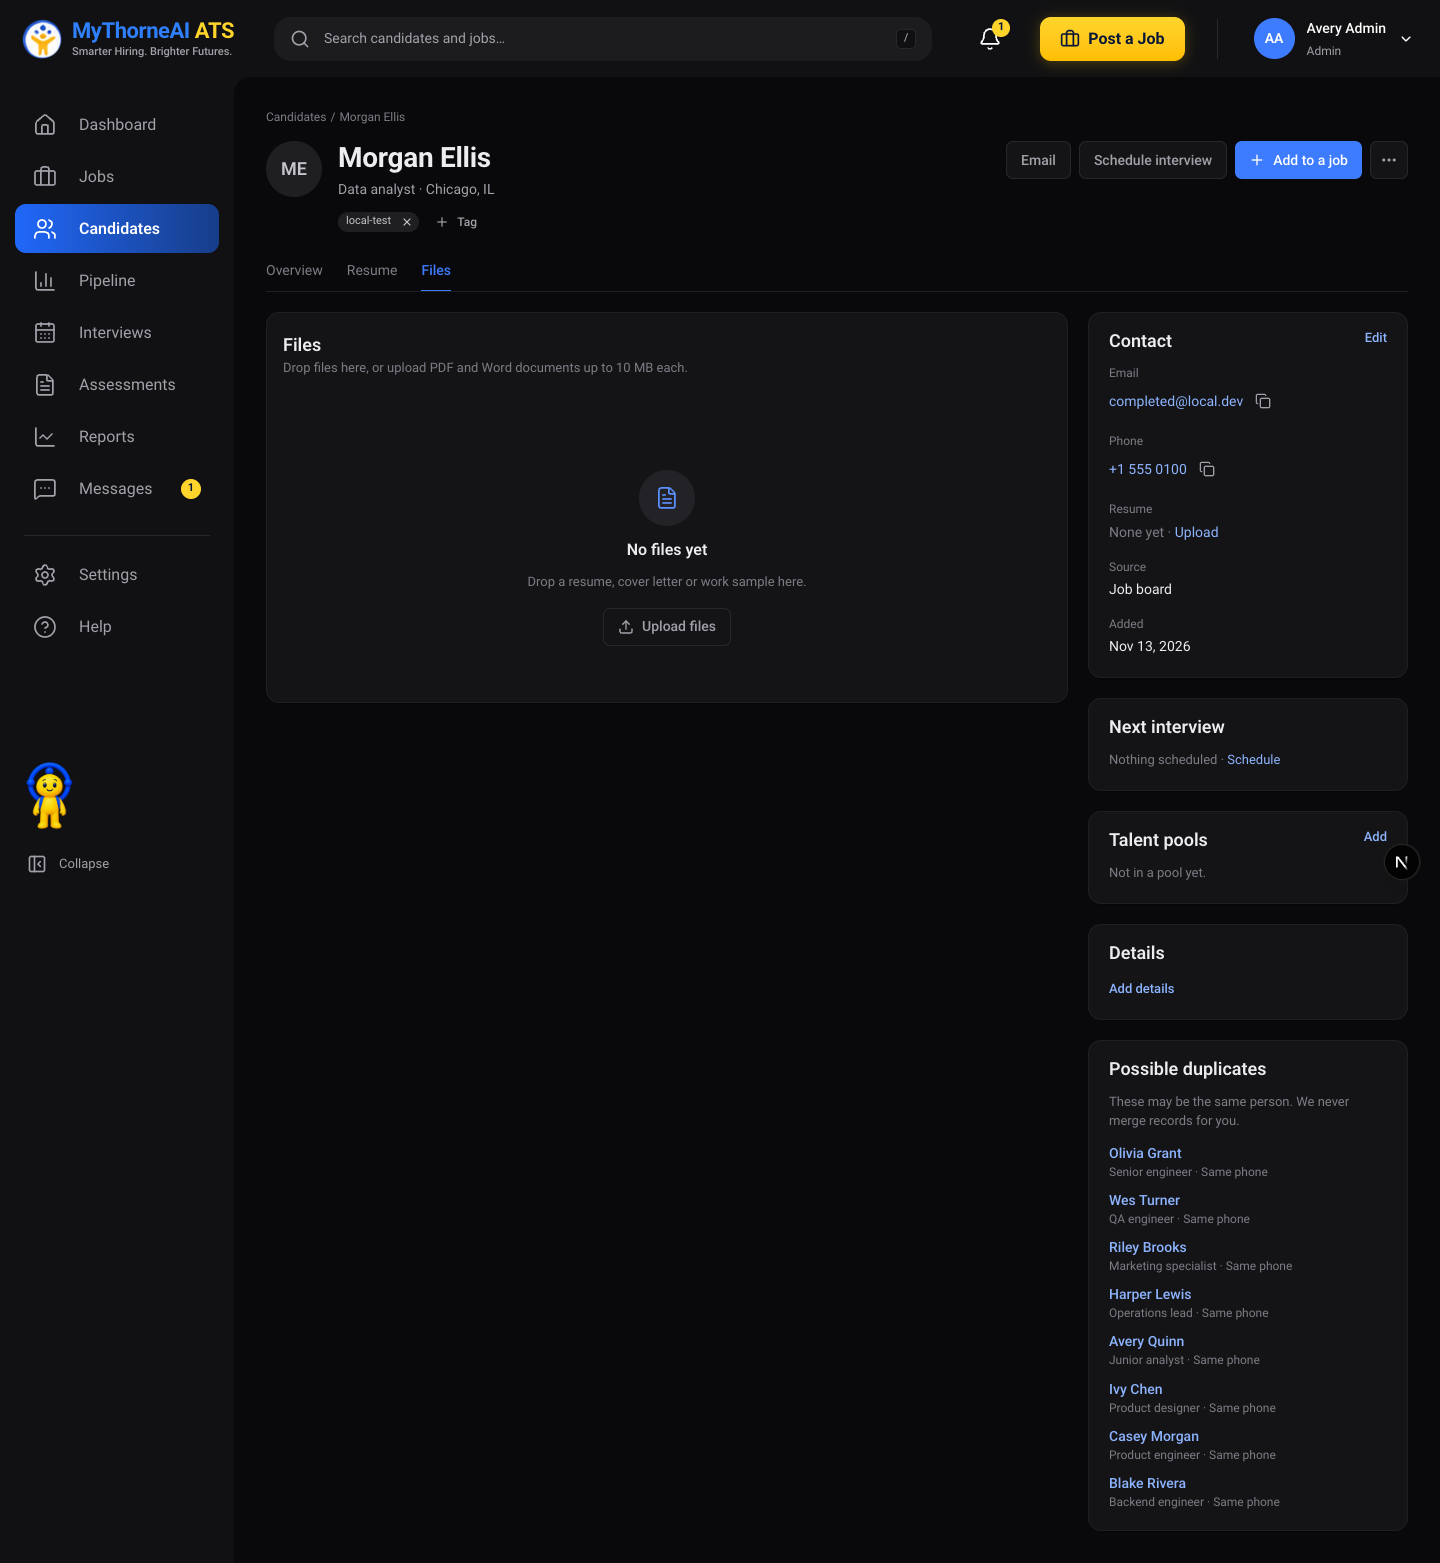 MyThorneAI ATS
Smarter Hiring. Brighter Futures.
Search candidates and jobs...
/
1
Post a Job
AA
Avery Admin
Admin
Dashboard
Jobs
Candidates
Pipeline
Interviews
Assessments
Reports
Messages
1
Settings
Help
Collapse
Candidates / Morgan Ellis
ME
Morgan Ellis
Data analyst · Chicago, IL
local-test
Tag
Email
Schedule interview
Add to a job
Overview
Resume
Files
Files
Drop files here, or upload PDF and Word documents up to 10 MB each.
No files yet
Drop a resume, cover letter or work sample here.
Upload files
Contact
Edit
Email
completed@local.dev
Phone
+1 555 0100
Resume
None yet · Upload
Source
Job board
Added
Nov 13, 2026
Next interview
Nothing scheduled · Schedule
Talent pools
Add
Not in a pool yet.
N
Details
Add details
Possible duplicates
These may be the same person. We never
merge records for you.
Olivia Grant
Senior engineer · Same phone
Wes Turner
QA engineer · Same phone
Riley Brooks
Marketing specialist · Same phone
Harper Lewis
Operations lead · Same phone
Avery Quinn
Junior analyst · Same phone
Ivy Chen
Product designer · Same phone
Casey Morgan
Product engineer · Same phone
Blake Rivera
Backend engineer · Same phone